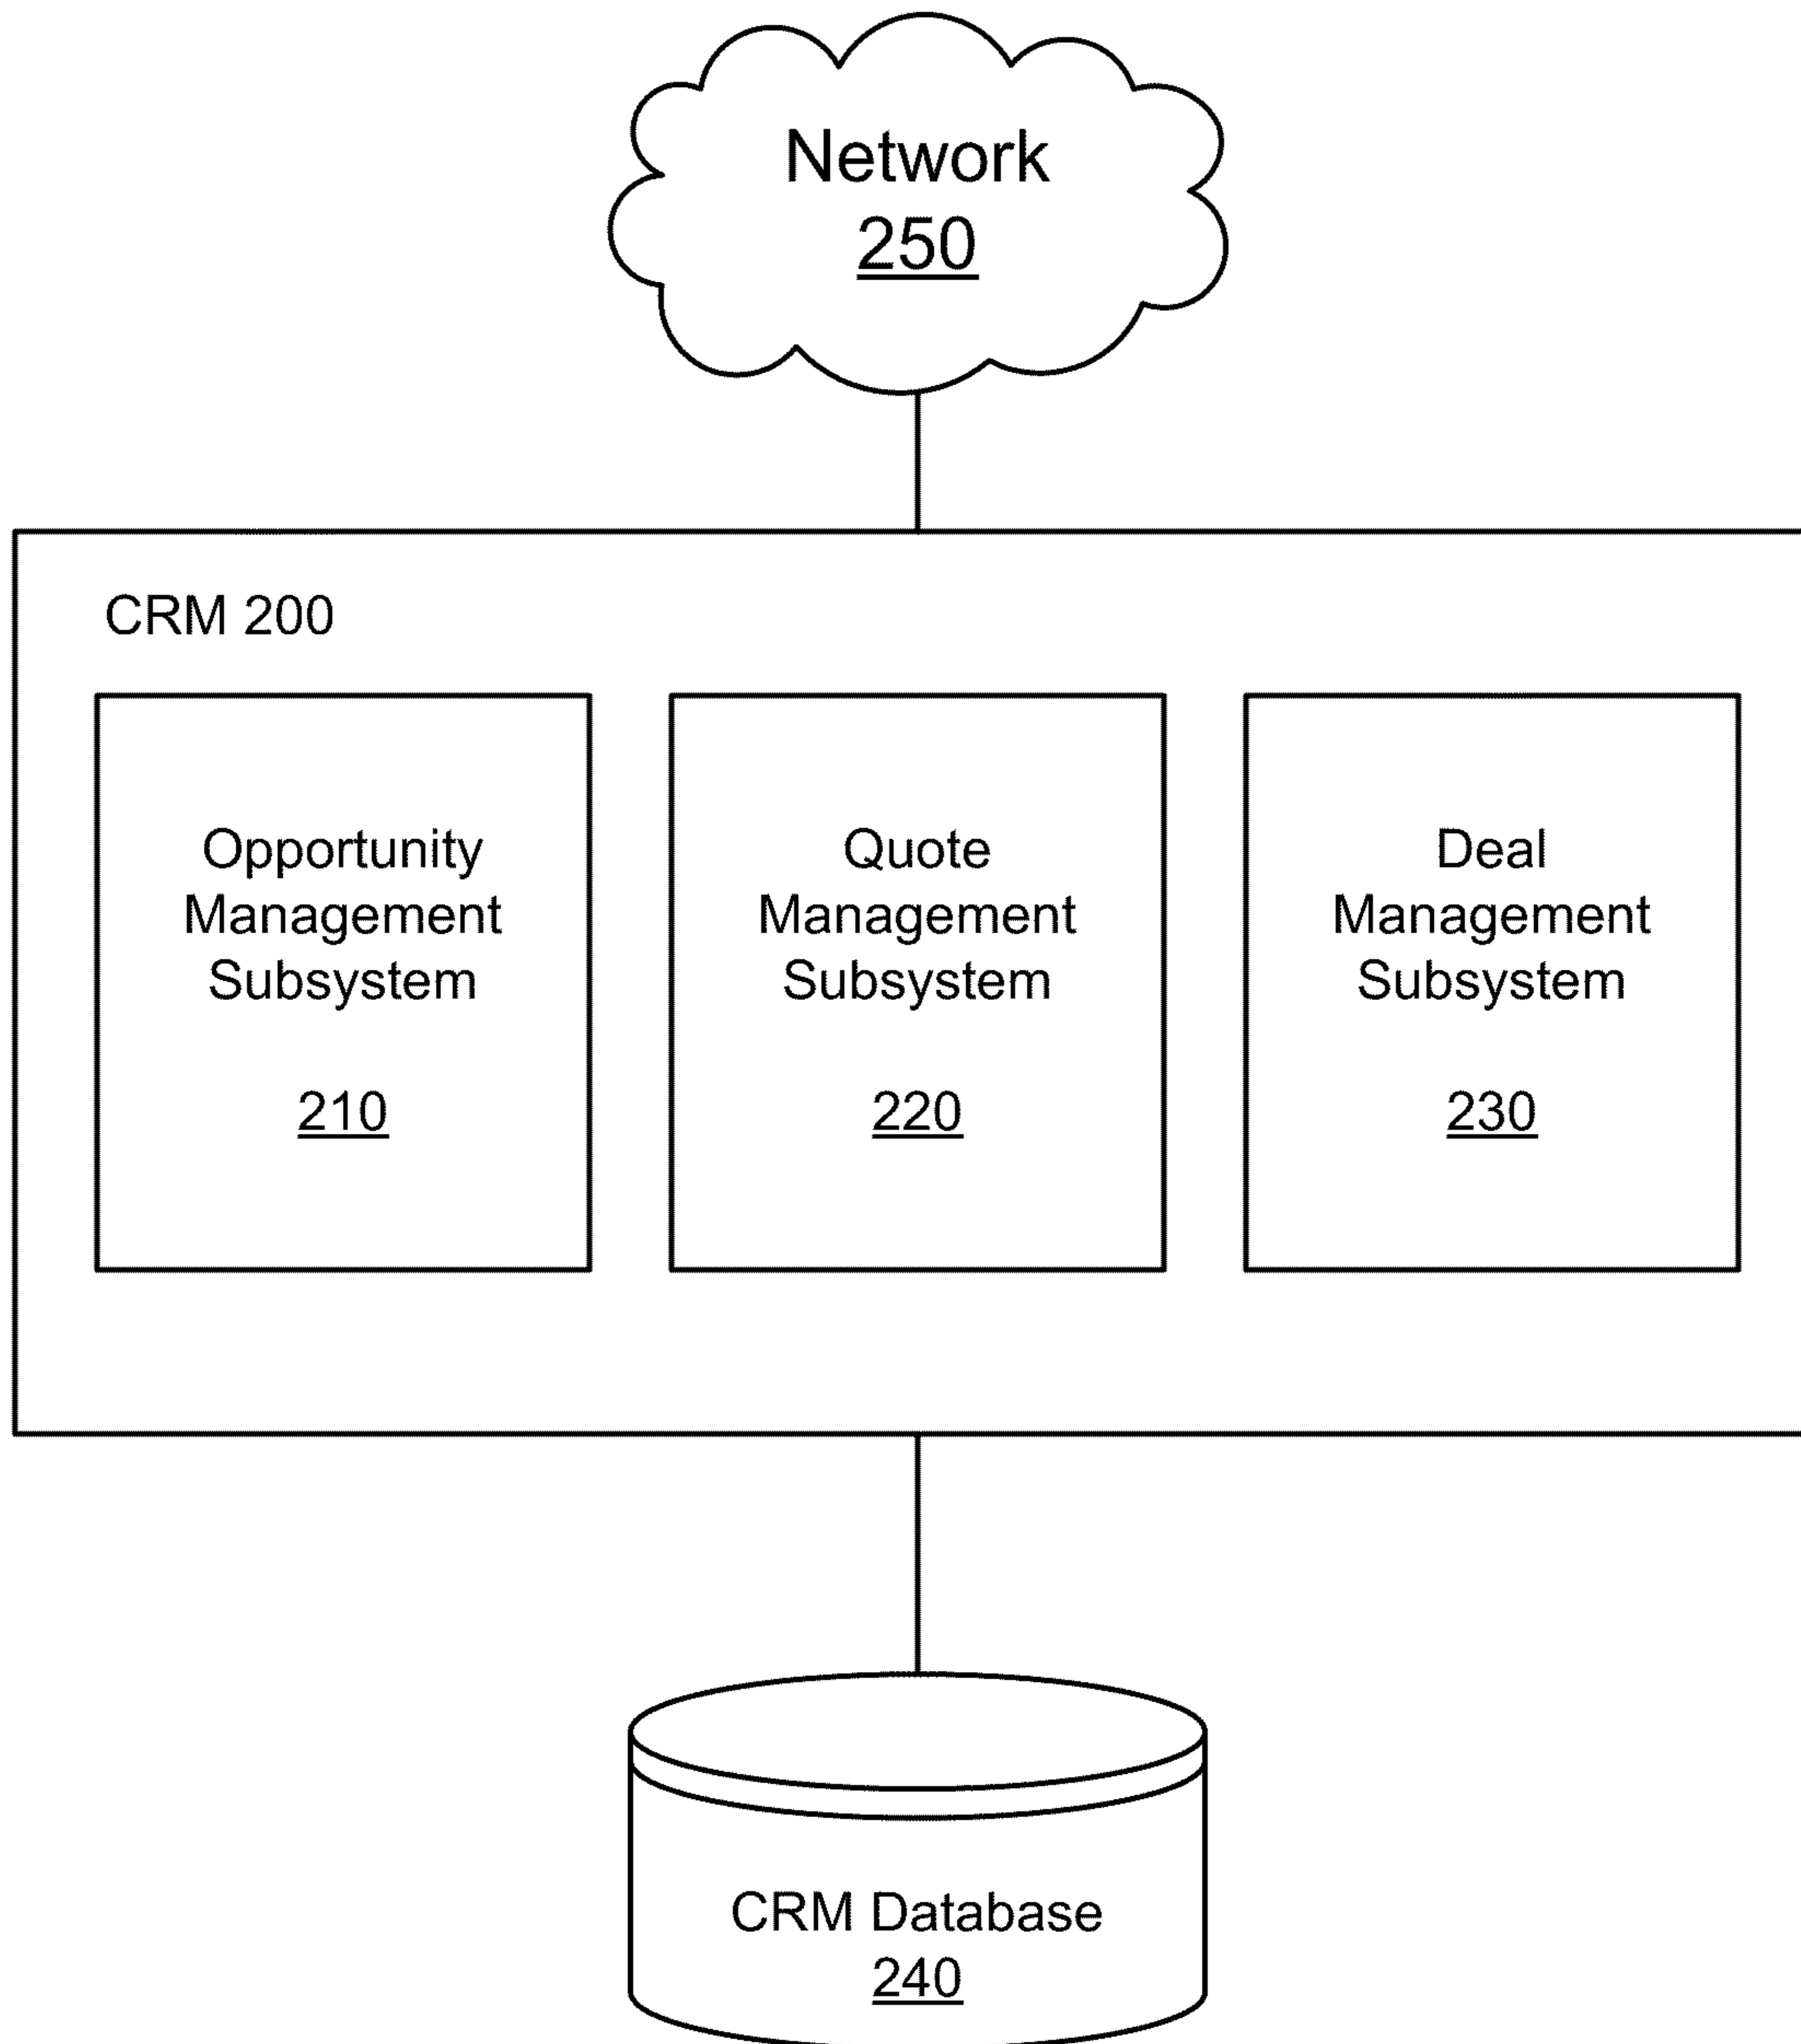 Network
250
CRM 200
Opportunity
Management
Subsystem
210
Quote
Management
Subsystem
220
Deal
Management
Subsystem
230
CRM Database
240